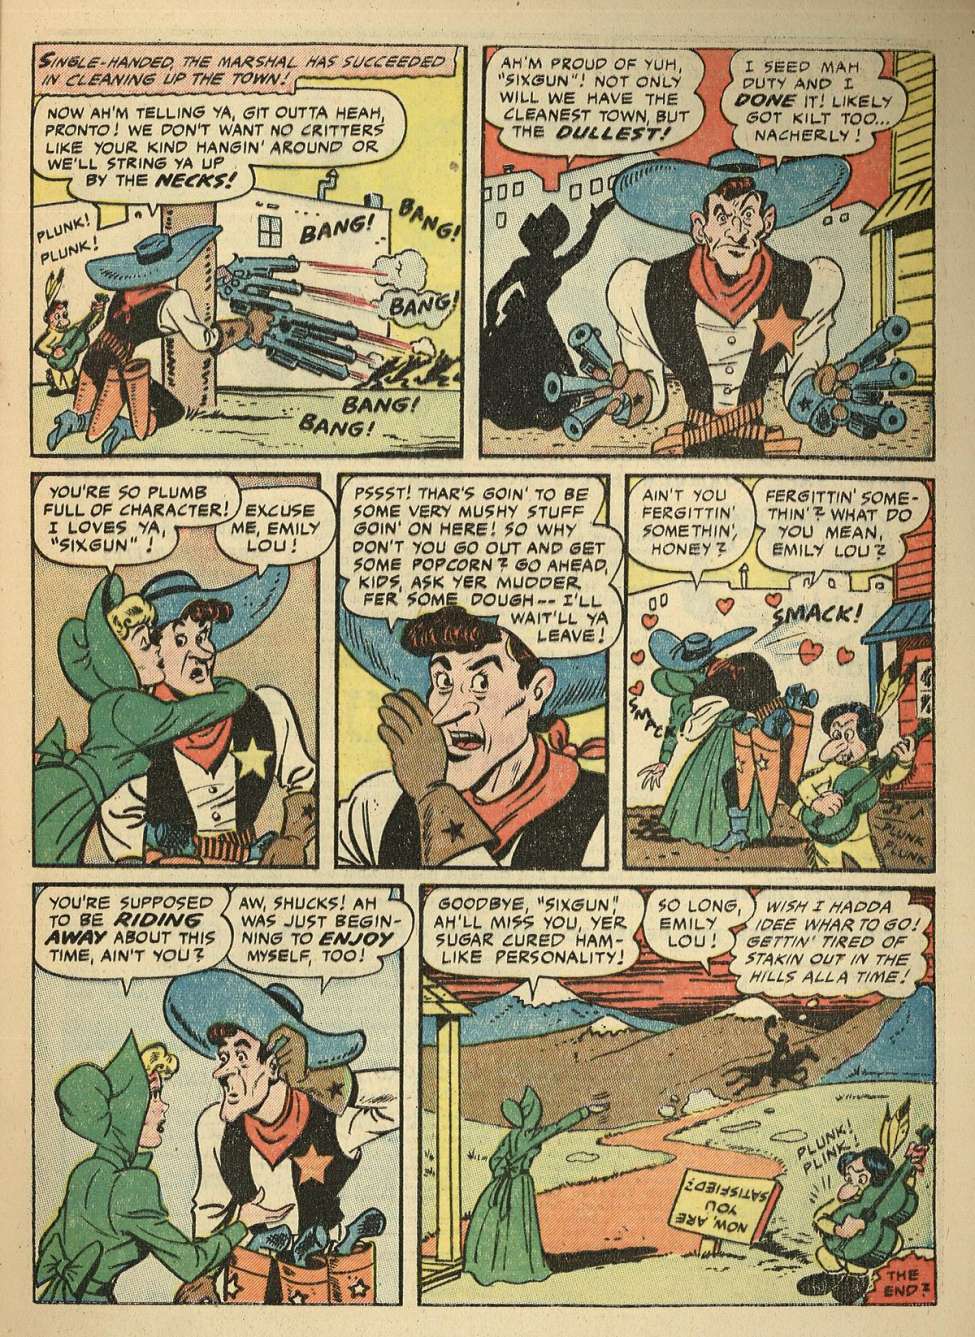 SINGLE-HANDED, THE MARSHAL HAS SUCCEEDED
IN CLEANING UP THE TOWN!
NOW AH'M TELLING YA, GIT OUTTA HEAH,
PRONTO! WE DON'T WANT NO CRITTERS
LIKE YOUR KIND HANGIN' AROUND OR
WE'LL STRING YA UP
BY THE NECKS!
PLUNK!
PLUNK!
BANG!
BANG!
BANG!
BANG!
BANG!
AH'M PROUD OF YUH,
"SIXGUN"! NOT ONLY
WILL WE HAVE THE
CLEANEST TOWN, BUT
THE DULLEST!
I SEED MAH
DUTY AND I
DONE IT! LIKELY
GOT KILT TOO...
NACHERLY!
YOU'RE SO PLUMB
FULL OF CHARACTER!
I LOVES YA,
"SIXGUN"!
EXCUSE
ME, EMILY
LOU!
PSSST! THAR'S GOIN' TO BE
SOME VERY MUSHY STUFF
GOIN' ON HERE! SO WHY
DON'T YOU GO OUT AND GET
SOME POPCORN? GO AHEAD,
KIDS, ASK YER MUDDER
FER SOME DOUGH-- I'LL
WAIT'LL YA
LEAVE!
AIN'T YOU
FERGITTIN'
SOMETHIN',
HONEY?
FERGITTIN' SOME-
THIN'? WHAT DO
YOU MEAN,
EMILY LOU?
SMACK!
SMACK!
PLUNK
PLUNK
YOU'RE SUPPOSED
TO BE RIDING
AWAY ABOUT THIS
TIME, AIN'T YOU?
AW, SHUCKS! AH
WAS JUST BEGIN-
NING TO ENJOY
MYSELF, TOO!
GOODBYE, "SIXGUN,"
AH'LL MISS YOU, YER
SUGAR CURED HAM-
LIKE PERSONALITY!
SO LONG,
EMILY
LOU!
WISH I HADDA
IDEE WHAR TO GO!
GETTIN' TIRED OF
STAKIN OUT IN THE
HILLS ALLA TIME!
NOW, ARE
YOU
SATISFIED?
PLUNK!
PLINK!
THE
END?